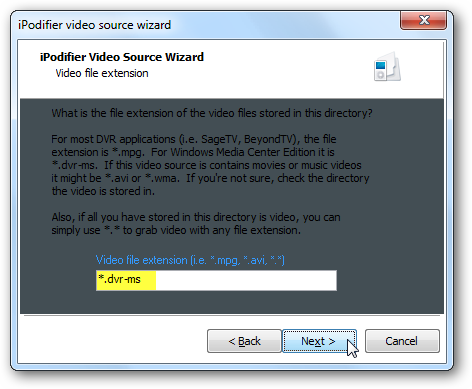 iPodifier video source wizard
iPodifier Video Source Wizard
Video file extension
What is the file extension of the video files stored in this directory?
For most DVR applications (i.e. SageTV, BeyondTV), the file
extension is *.mpg.  For Windows Media Center Edition it is
*.dvr-ms.  If this video source is contains movies or music videos
it might be *.avi or *.wma.  If you're not sure, check the directory
the video is stored in.
Also, if all you have stored in this directory is video, you can
simply use *.* to grab video with any file extension.
Video file extension (i.e. *.mpg, *.avi, *.*)
*.dvr-ms
< Back Next > Cancel